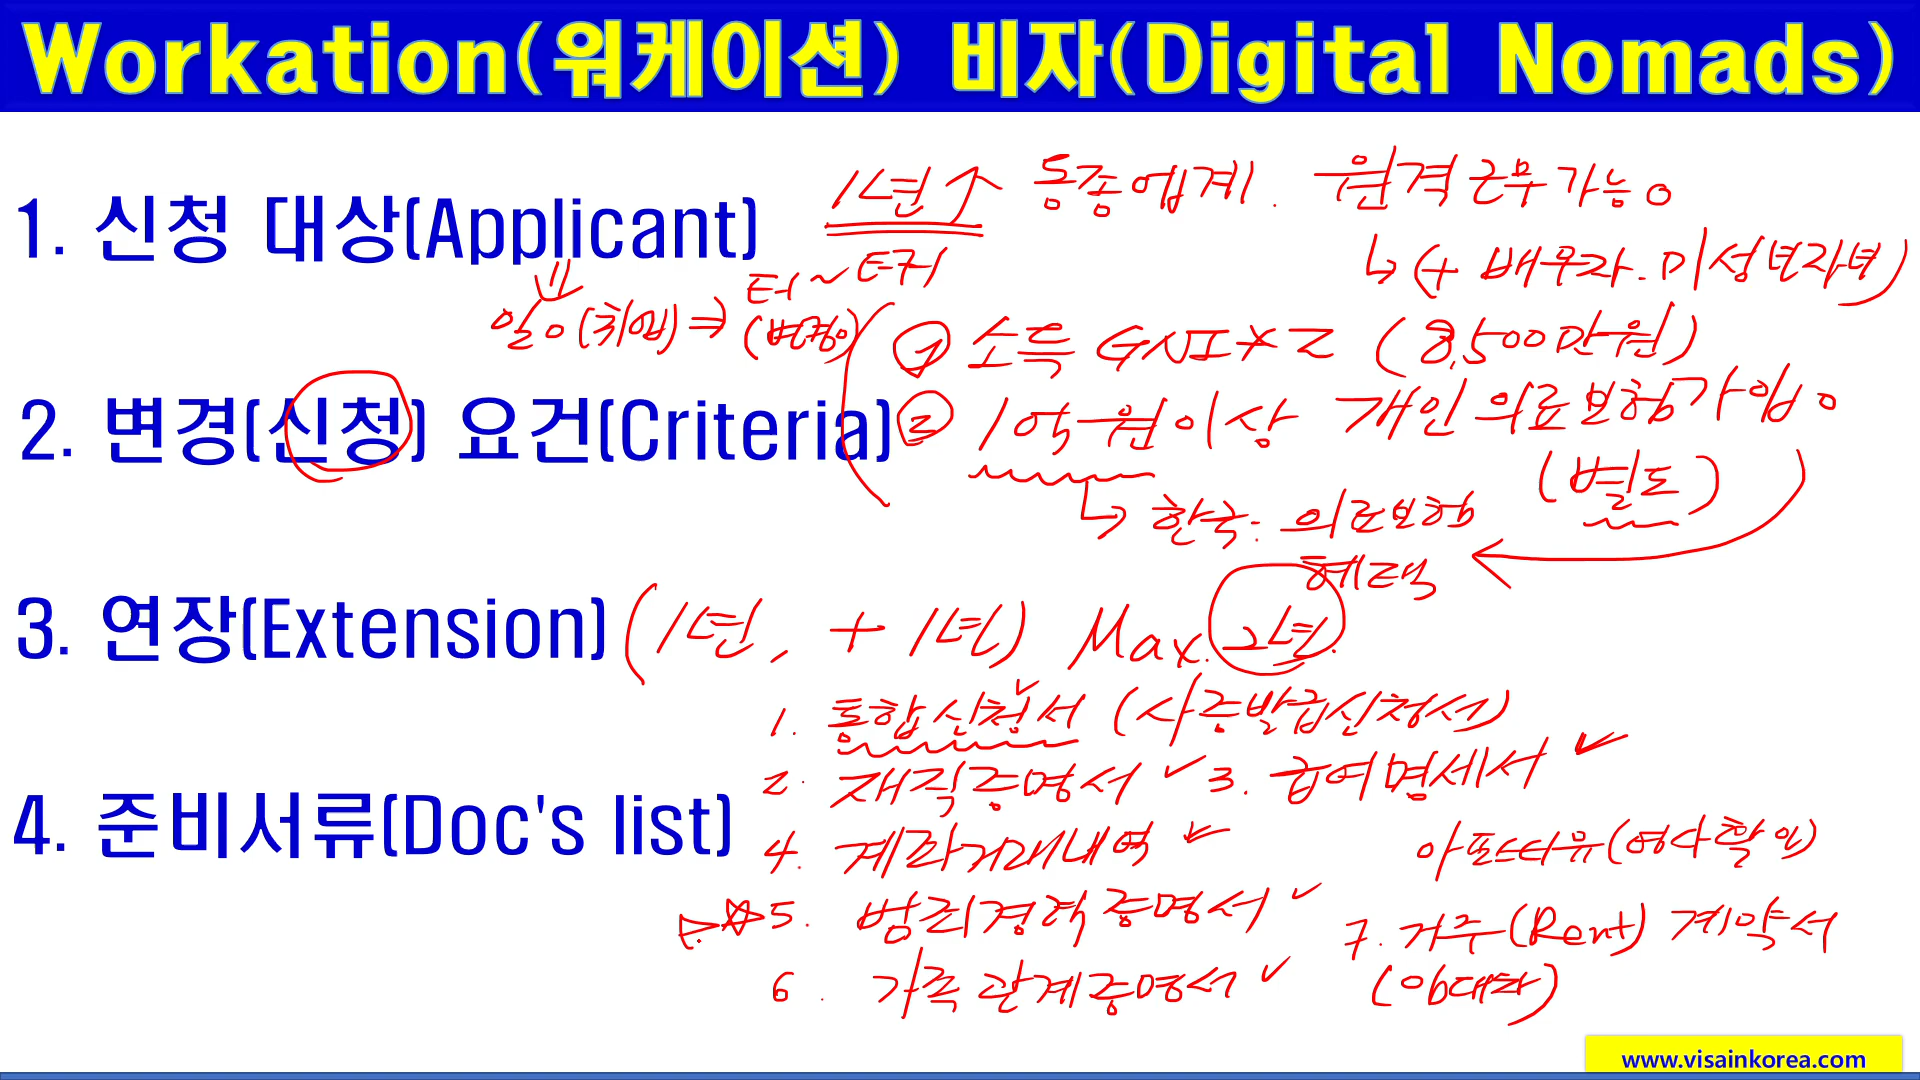 Workation(워케이션) 비자(Digital Nomads)
1. 신청 대상(Applicant)
1년↑ 동종업계. 원격근무가능。
↳ (+ 배우자. 미성년자녀)
(취업) ⇒ (변경)
2. 변경(신청) 요건(Criteria)
① 소득 GNI×2 (8,500만원)
② 1억원이상 개인의료보험가입。
(별도)
↳ 한국: 의료보험
혜택
3. 연장(Extension) (1년, +1년) Max. 2년.
4. 준비서류(Doc's list)
1. 통합신청서 (사증발급신청서)
2. 재직증명서 ✓ 3. 급여명세서 ✓
4. 계좌거래내역 ✓
아포스티유(영사확인)
☆5. 범죄경력증명서 ✓
6. 가족관계증명서 ✓
7. 거주(Rent) 계약서
(임대차)
www.visainkorea.com